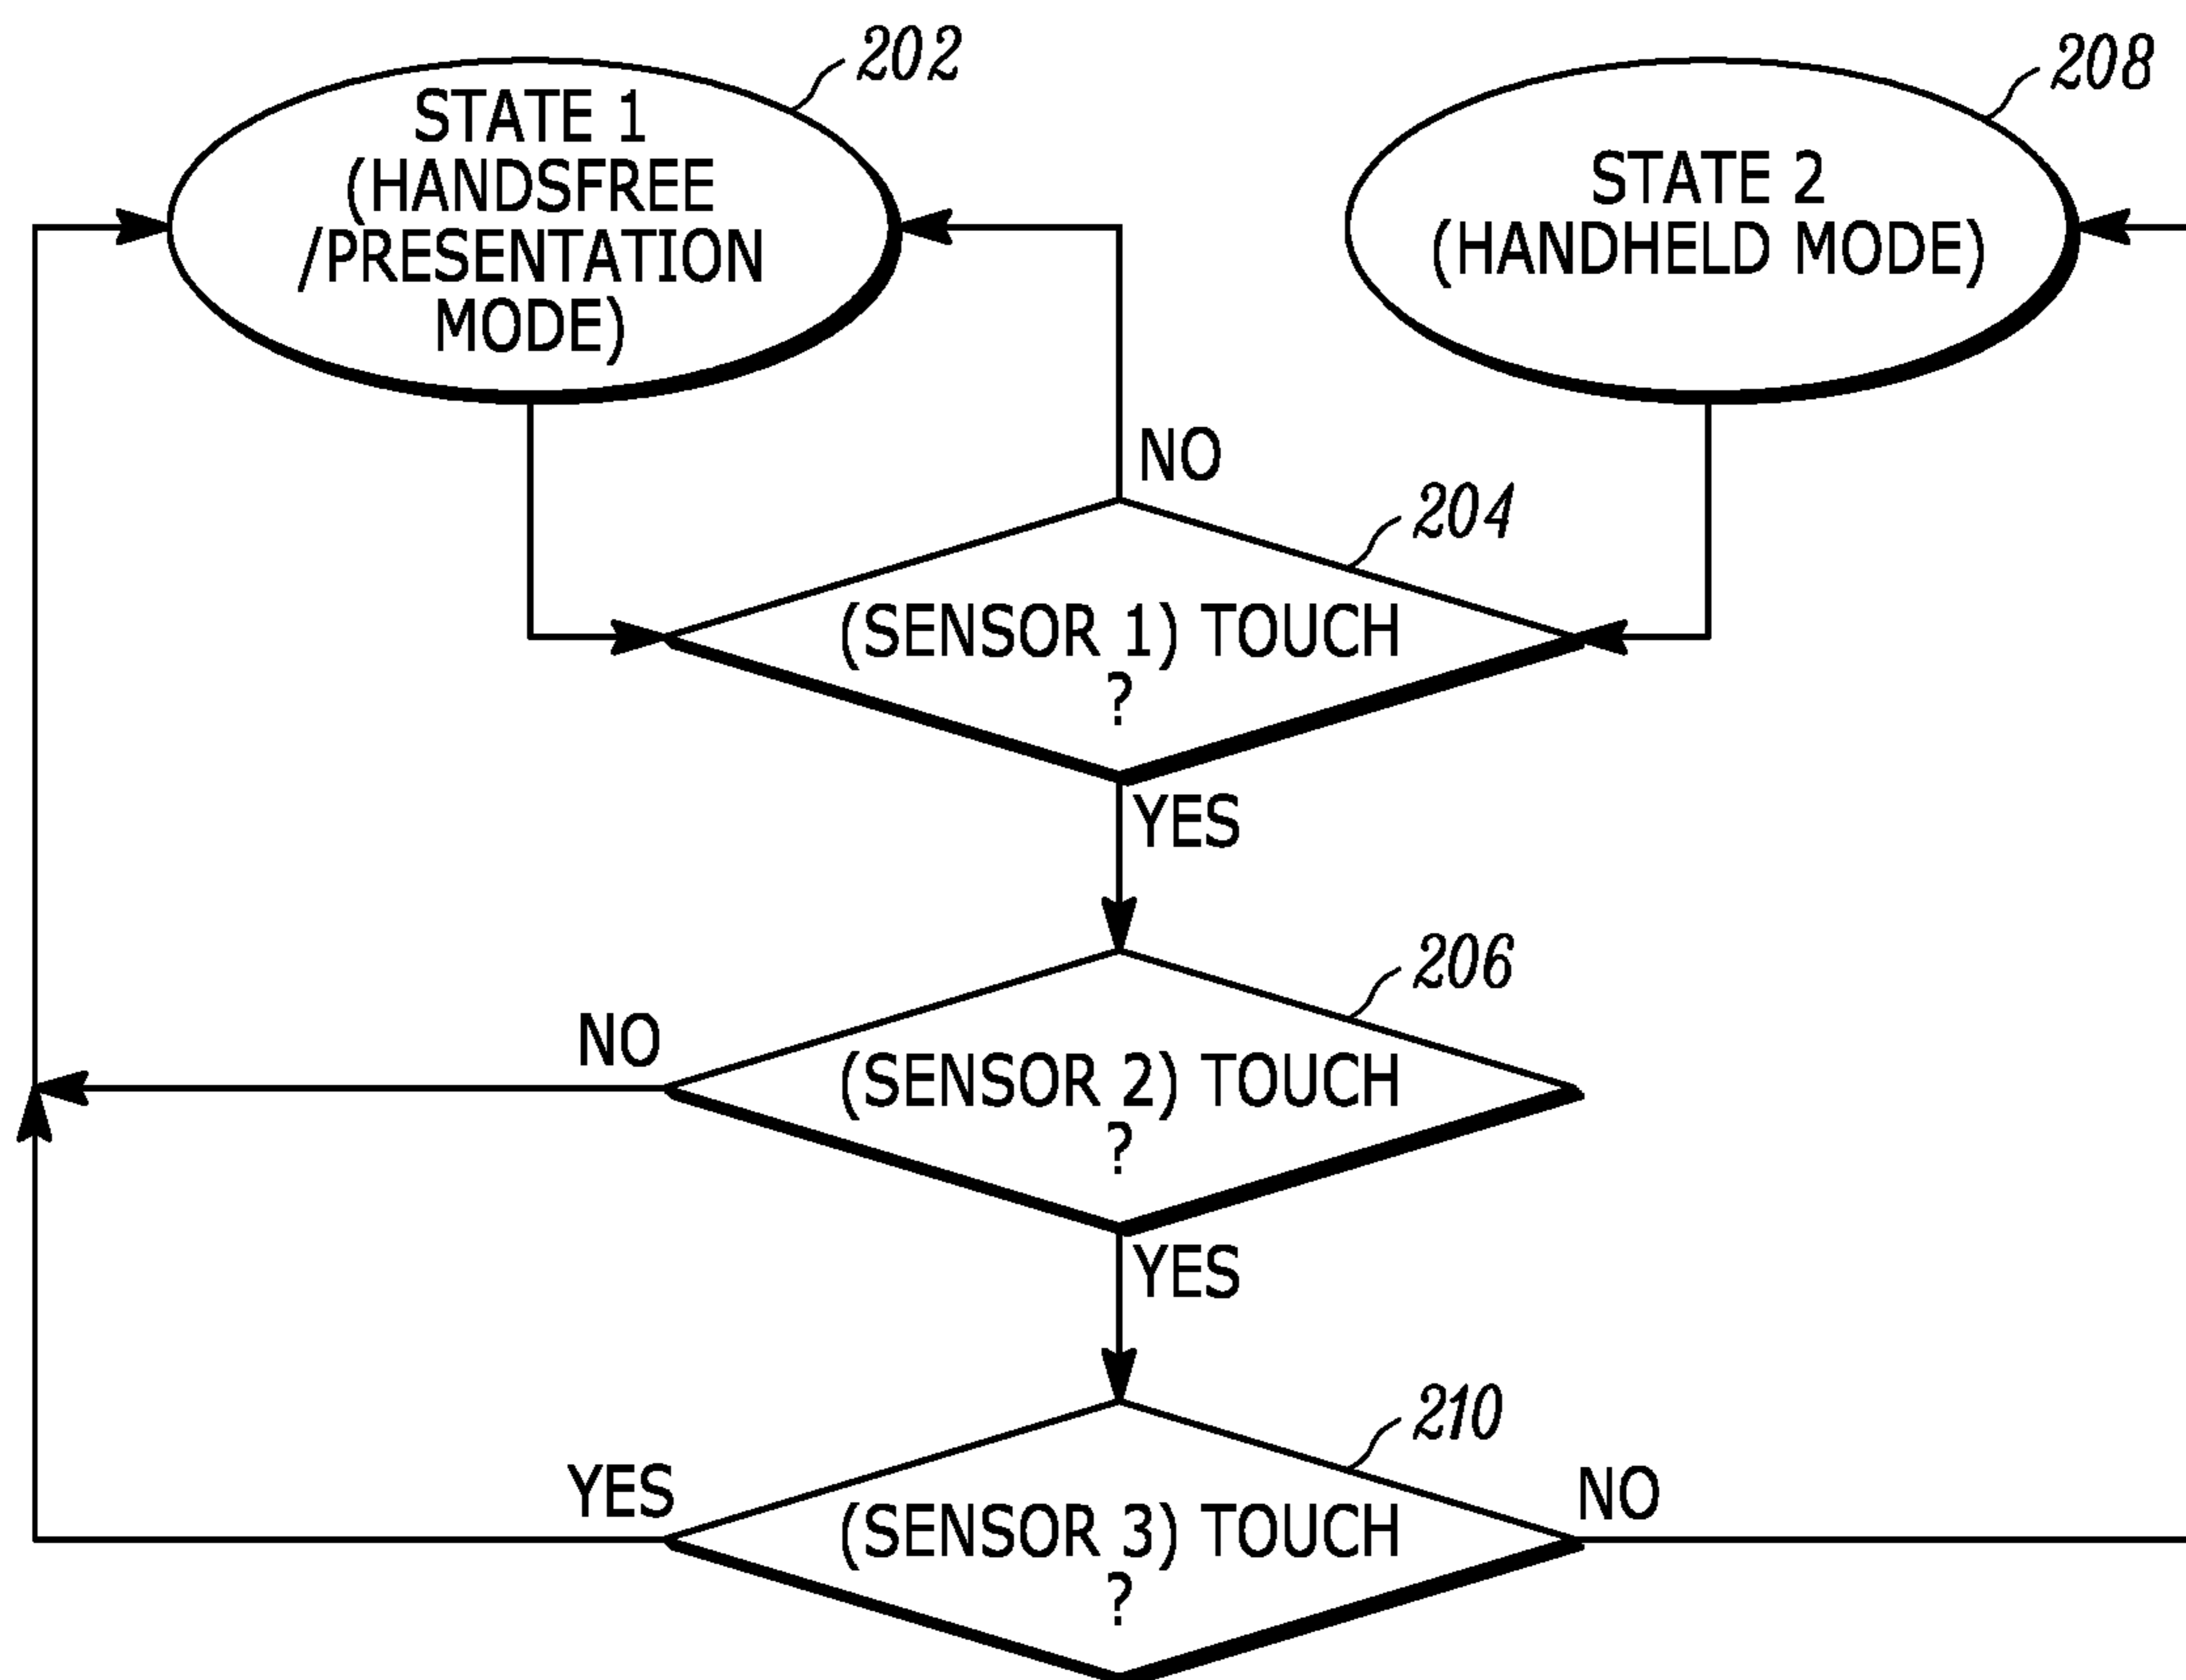 202
STATE 1
(HANDSFREE
/PRESENTATION
MODE)
208
STATE 2
(HANDHELD MODE)
NO
204
(SENSOR 1) TOUCH
?
YES
206
NO
(SENSOR 2) TOUCH
?
YES
210
YES
NO
(SENSOR 3) TOUCH
?